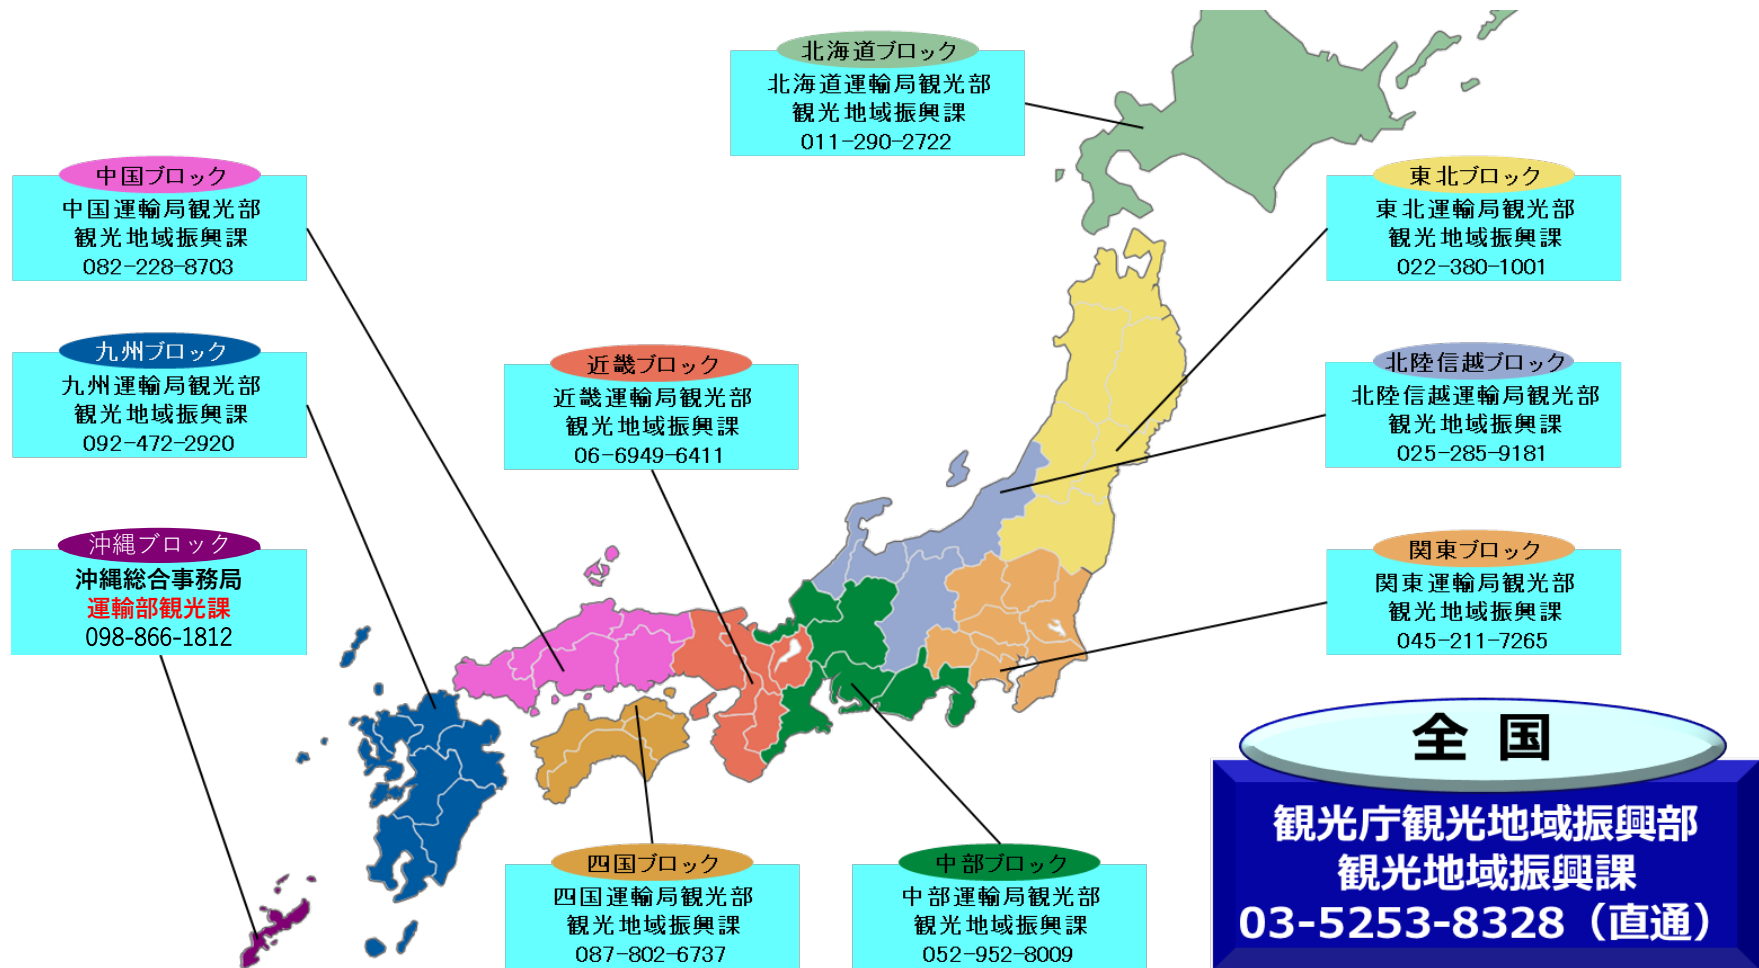 北海道ブロック
北海道運輸局観光部
観光地域振興課
011-290-2722
中国ブロック
中国運輸局観光部
観光地域振興課
082-228-8703
東北ブロック
東北運輸局観光部
観光地域振興課
022-380-1001
九州ブロック
九州運輸局観光部
観光地域振興課
092-472-2920
近畿ブロック
近畿運輸局観光部
観光地域振興課
06-6949-6411
北陸信越ブロック
北陸信越運輸局観光部
観光地域振興課
025-285-9181
沖縄ブロック
沖縄総合事務局
運輸部観光課
098-866-1812
関東ブロック
関東運輸局観光部
観光地域振興課
045-211-7265
四国ブロック
四国運輸局観光部
観光地域振興課
087-802-6737
中部ブロック
中部運輸局観光部
観光地域振興課
052-952-8009
全国
観光庁観光地域振興部
観光地域振興課
03-5253-8328（直通）